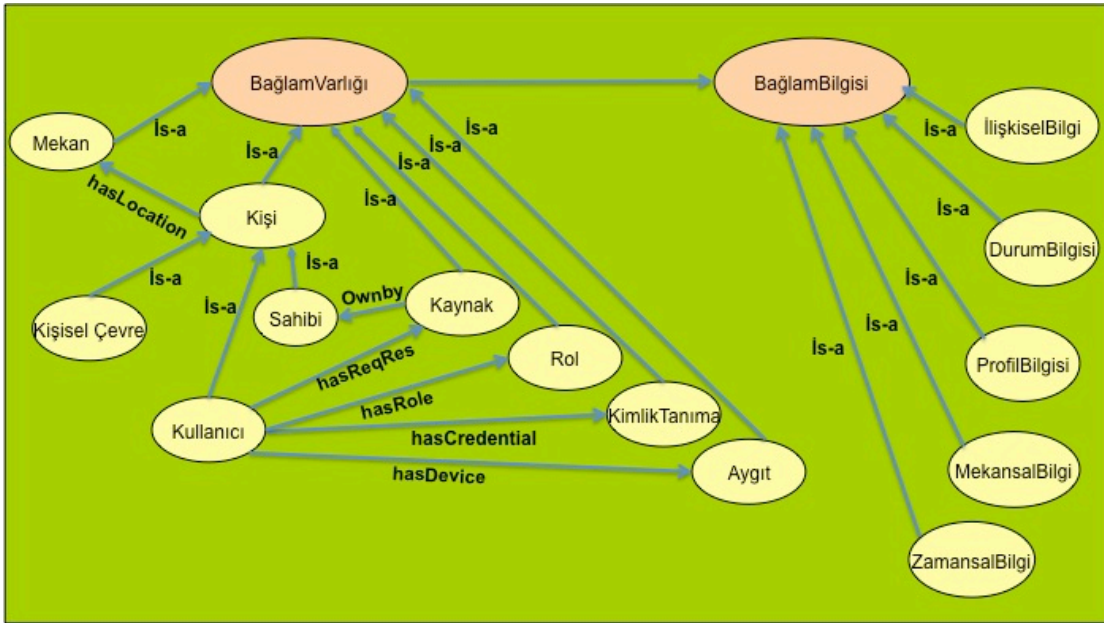 BağlamVarlığı
BağlamBilgisi
İs-a
İs-a
İlişkiselBilgi
Mekan
İs-a
İs-a
İs-a
İs-a
İs-a
hasLocation
Kişi
İs-a
DurumBilgisi
İs-a
İs-a
İs-a
Ownby
Kaynak
İs-a
Kişisel Çevre
Sahibi
İs-a
İs-a
hasReqRes
Rol
ProfilBilgisi
hasRole
Kullanıcı
KimlikTanıma
hasCredential
hasDevice
Aygıt
MekansalBilgi
ZamansalBilgi